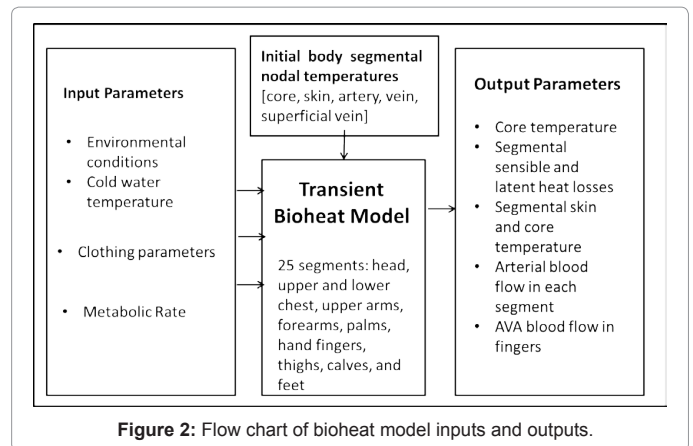 Input Parameters
• Environmental
conditions
• Cold water
temperature
• Clothing parameters
• Metabolic Rate
Initial body segmental
nodal temperatures
[core, skin, artery, vein,
superficial vein]
Transient
Bioheat Model
25 segments: head,
upper and lower
chest, upper arms,
forearms, palms,
hand fingers,
thighs, calves, and
feet
Output Parameters
• Core temperature
• Segmental
sensible and
latent heat losses
• Segmental skin
and core
temperature
• Arterial blood
flow in each
segment
• AVA blood flow in
fingers
Figure 2: Flow chart of bioheat model inputs and outputs.